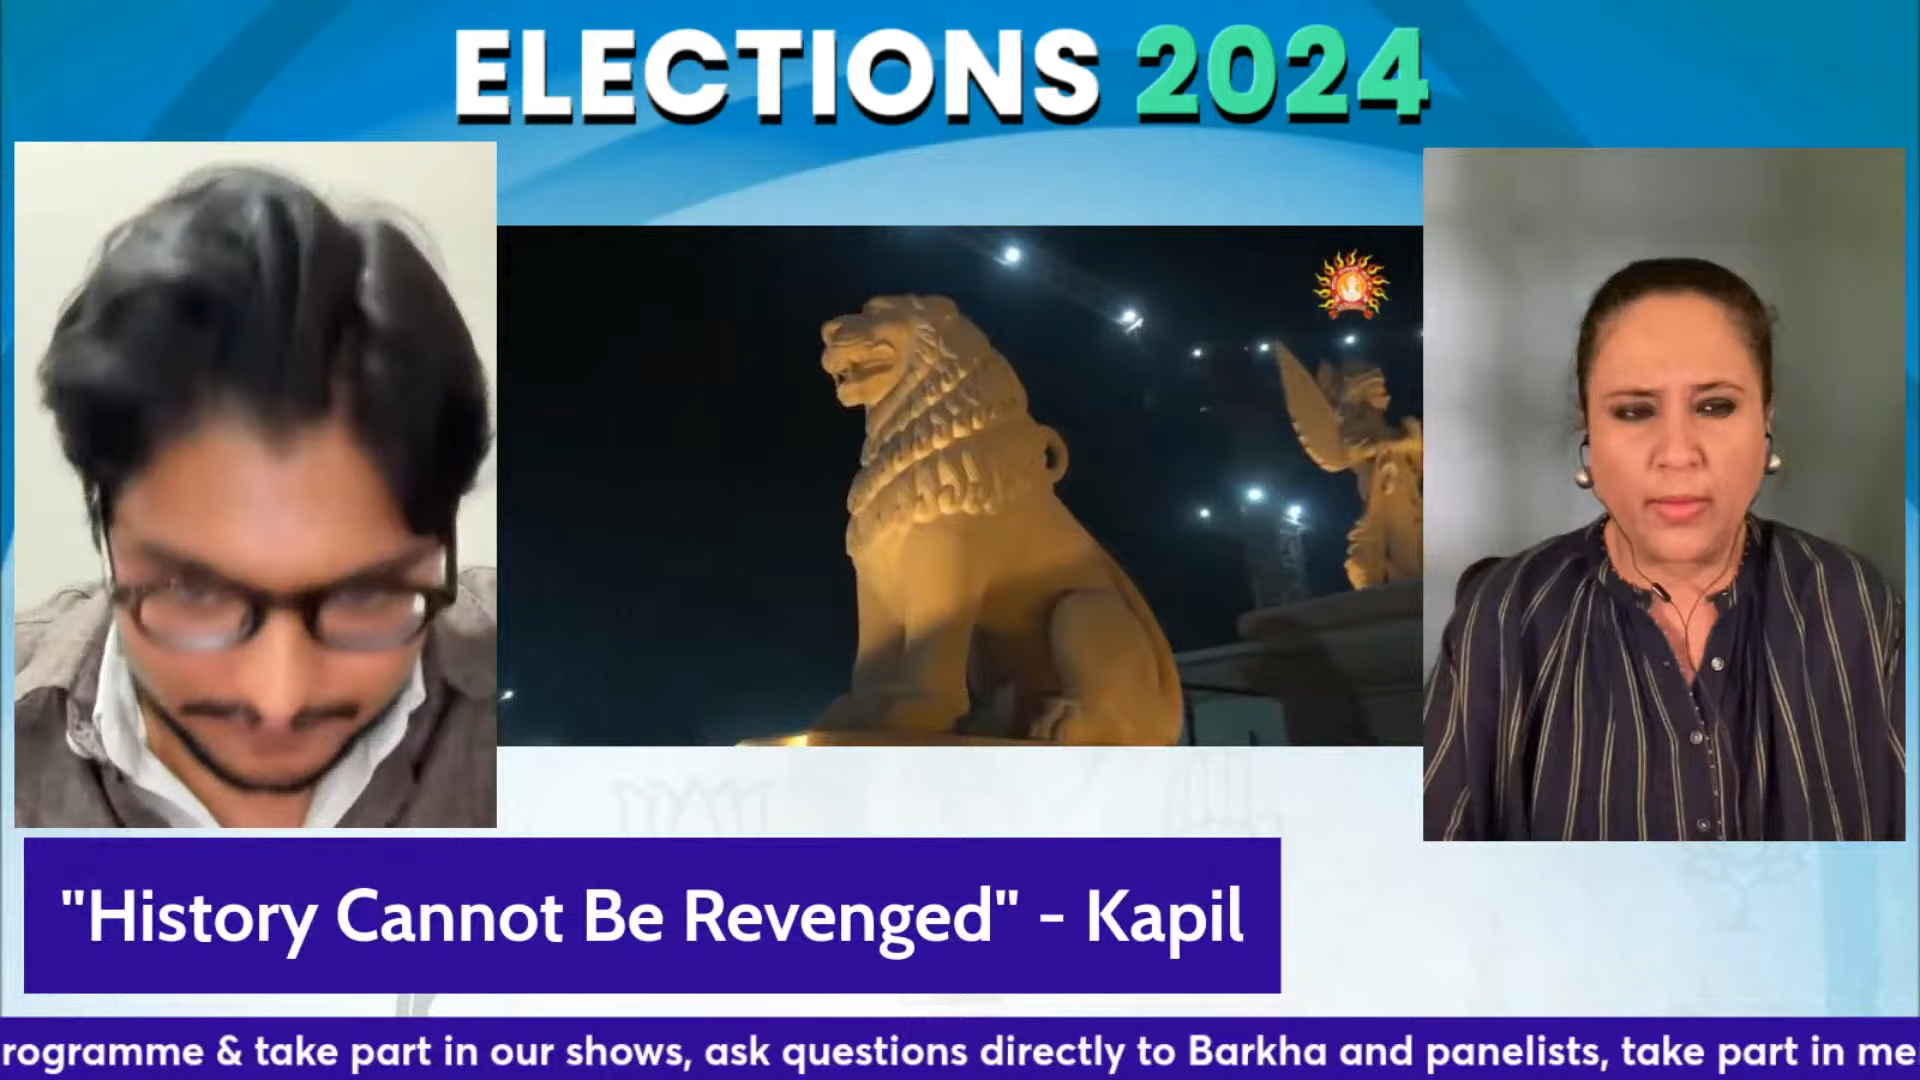 ELECTIONS 2024
"History Cannot Be Revenged" - Kapil
rogramme & take part in our shows, ask questions directly to Barkha and panelists, take part in me